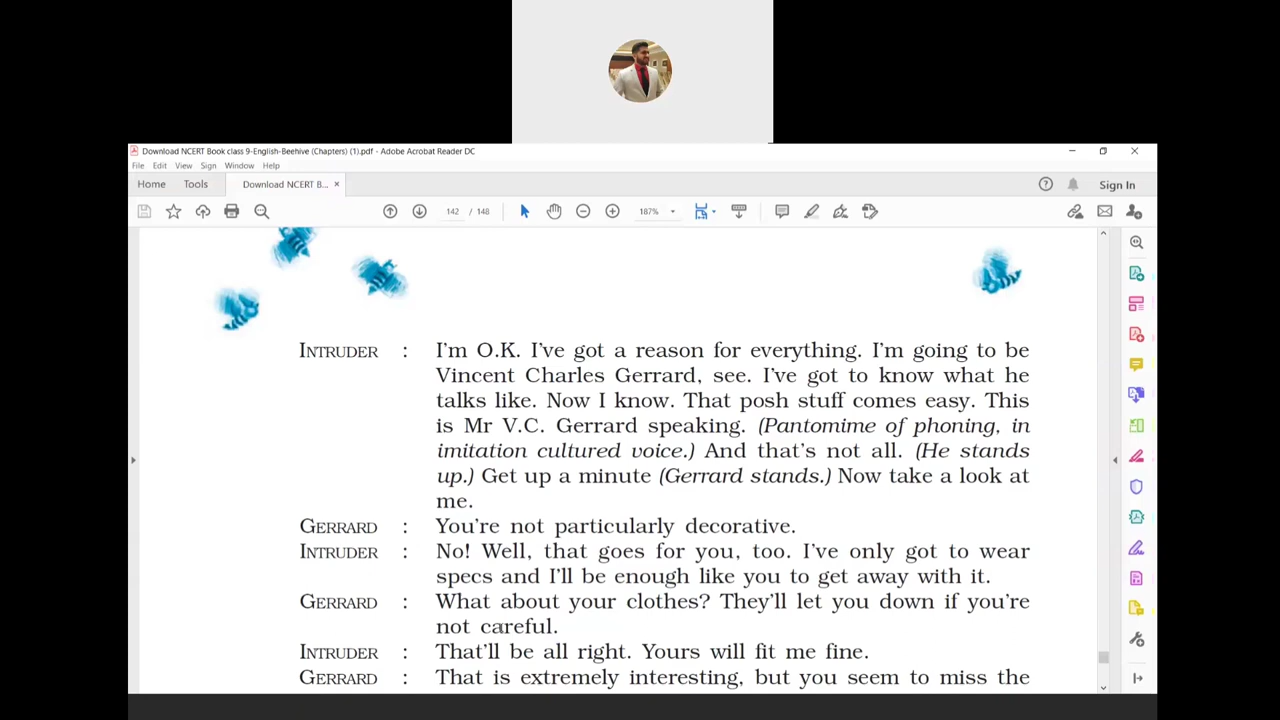 Download NCERT Book class 9-English-Beehive (Chapters) (1).pdf - Adobe Acrobat Reader DC
File Edit View Sign Window Help
Home Tools Download NCERT B... × Sign In
142 / 148 187%
INTRUDER : I'm O.K. I've got a reason for everything. I'm going to be
Vincent Charles Gerrard, see. I've got to know what he
talks like. Now I know. That posh stuff comes easy. This
is Mr V.C. Gerrard speaking. (Pantomime of phoning, in
imitation cultured voice.) And that's not all. (He stands
up.) Get up a minute (Gerrard stands.) Now take a look at
me.
GERRARD : You're not particularly decorative.
INTRUDER : No! Well, that goes for you, too. I've only got to wear
specs and I'll be enough like you to get away with it.
GERRARD : What about your clothes? They'll let you down if you're
not careful.
INTRUDER : That'll be all right. Yours will fit me fine.
GERRARD : That is extremely interesting, but you seem to miss the